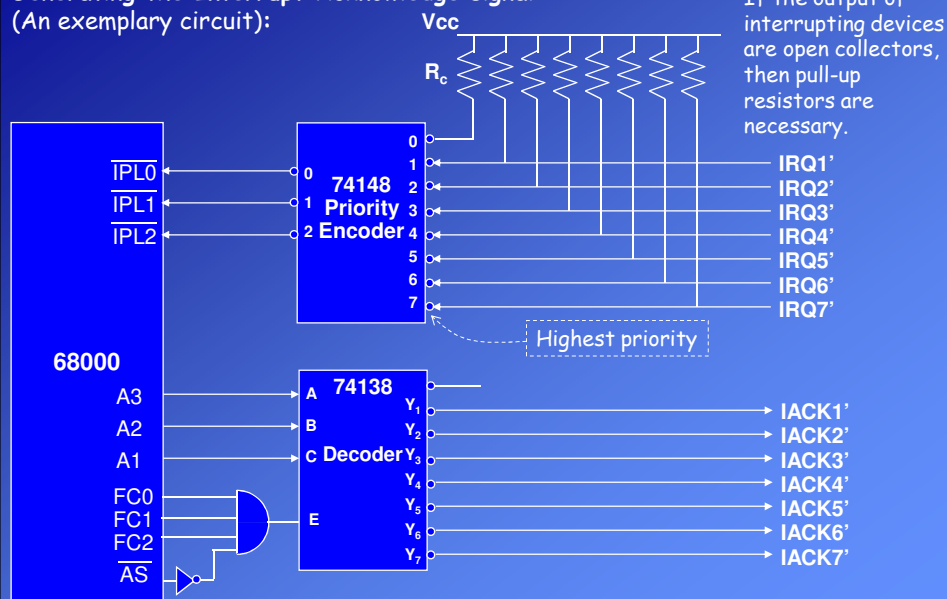 (An exemplary circuit):
Vcc
interrupting devices
are open collectors,
then pull-up
resistors are
necessary.
Rc
0
1
2
3
4
5
6
7
74148
Priority
Encoder
0
1
2
IPL0
IPL1
IPL2
IRQ1'
IRQ2'
IRQ3'
IRQ4'
IRQ5'
IRQ6'
IRQ7'
Highest priority
68000
A3
A2
A1
FC0
FC1
FC2
AS
74138
Decoder
A
B
C
E
Y1
Y2
Y3
Y4
Y5
Y6
Y7
IACK1'
IACK2'
IACK3'
IACK4'
IACK5'
IACK6'
IACK7'